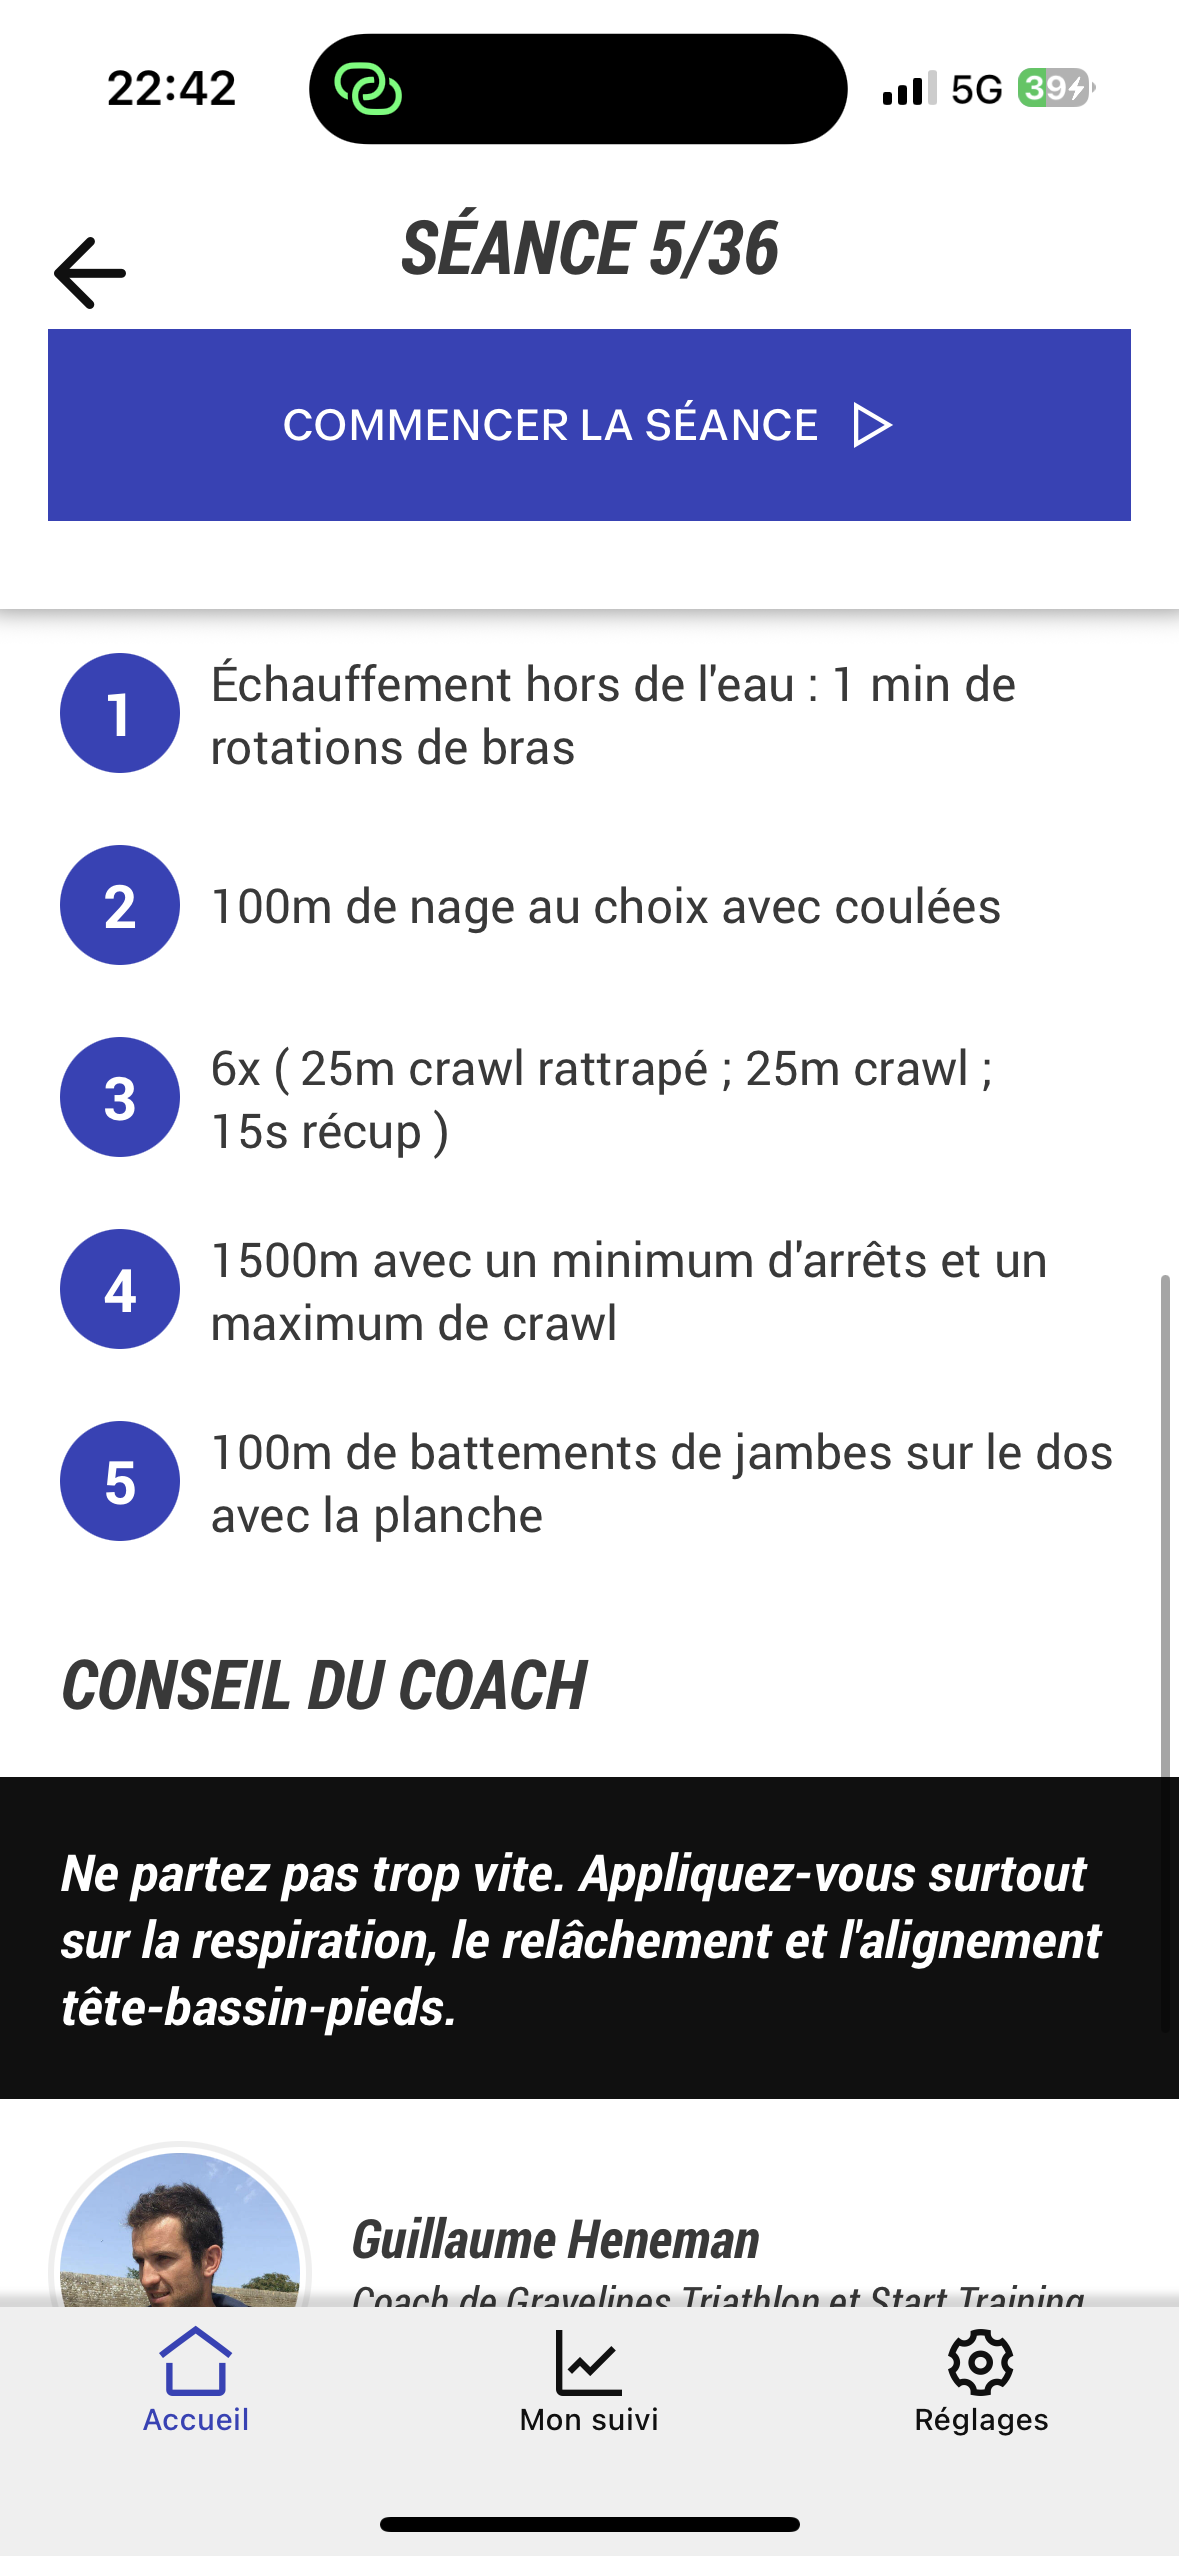 22:42
5G
39
SÉANCE 5/36
COMMENCER LA SÉANCE
1
Échauffement hors de l'eau : 1 min de
rotations de bras
2
100m de nage au choix avec coulées
3
6x ( 25m crawl rattrapé ; 25m crawl ;
15s récup )
4
1500m avec un minimum d'arrêts et un
maximum de crawl
5
100m de battements de jambes sur le dos
avec la planche
CONSEIL DU COACH
Ne partez pas trop vite. Appliquez-vous surtout
sur la respiration, le relâchement et l'alignement
tête-bassin-pieds.
Guillaume Heneman
Coach de Gravelines Triathlon et Start Training
Accueil
Mon suivi
Réglages